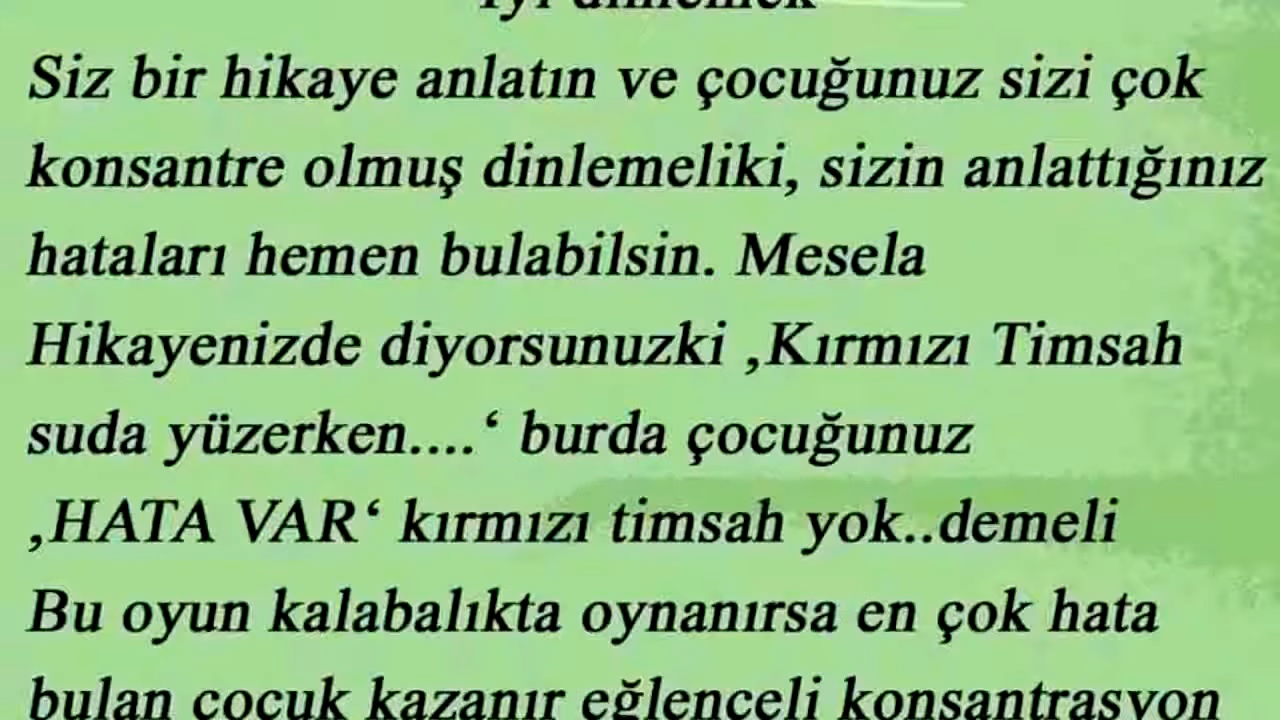 iyi dinlemek
Siz bir hikaye anlatın ve çocuğunuz sizi çok
konsantre olmuş dinlemeliki, sizin anlattığınız
hataları hemen bulabilsin. Mesela
Hikayenizde diyorsunuzki ‚Kırmızı Timsah
suda yüzerken....‘ burda çocuğunuz
‚HATA VAR‘ kırmızı timsah yok..demeli
Bu oyun kalabalıkta oynanırsa en çok hata
bulan çocuk kazanır eğlenceli konsantrasyon